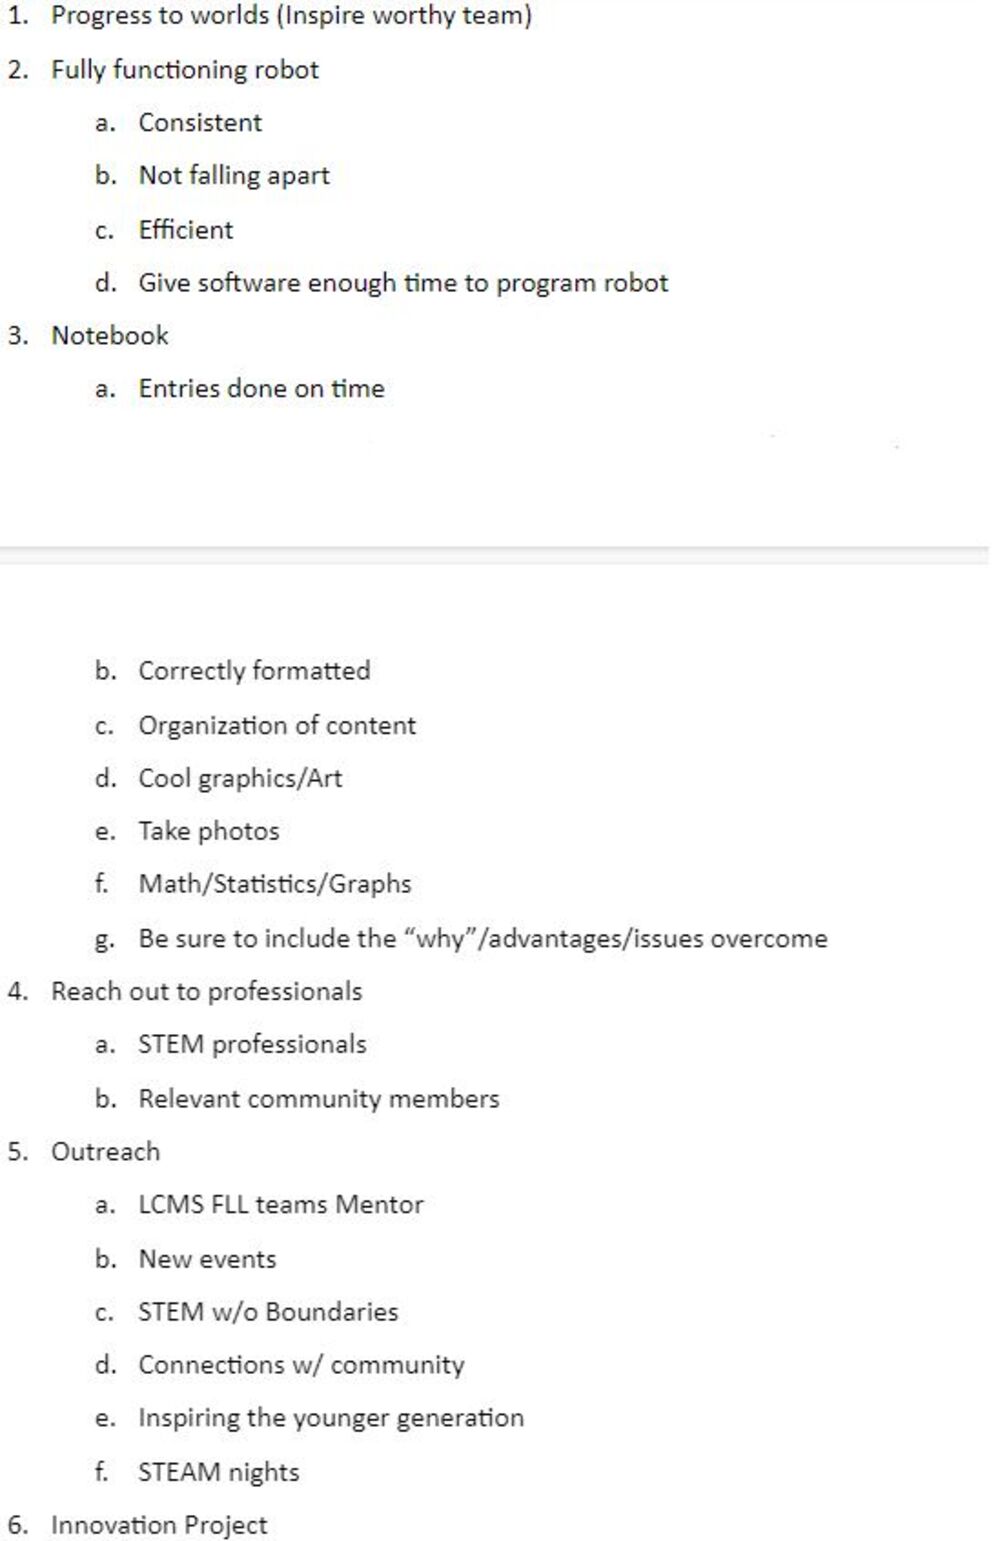 1. Progress to worlds (Inspire worthy team)
2. Fully functioning robot
a. Consistent
b. Not falling apart
c. Efficient
d. Give software enough time to program robot
3. Notebook
a. Entries done on time
b. Correctly formatted
c. Organization of content
d. Cool graphics/Art
e. Take photos
f. Math/Statistics/Graphs
g. Be sure to include the “why”/advantages/issues overcome
4. Reach out to professionals
a. STEM professionals
b. Relevant community members
5. Outreach
a. LCMS FLL teams Mentor
b. New events
c. STEM w/o Boundaries
d. Connections w/ community
e. Inspiring the younger generation
f. STEAM nights
6. Innovation Project